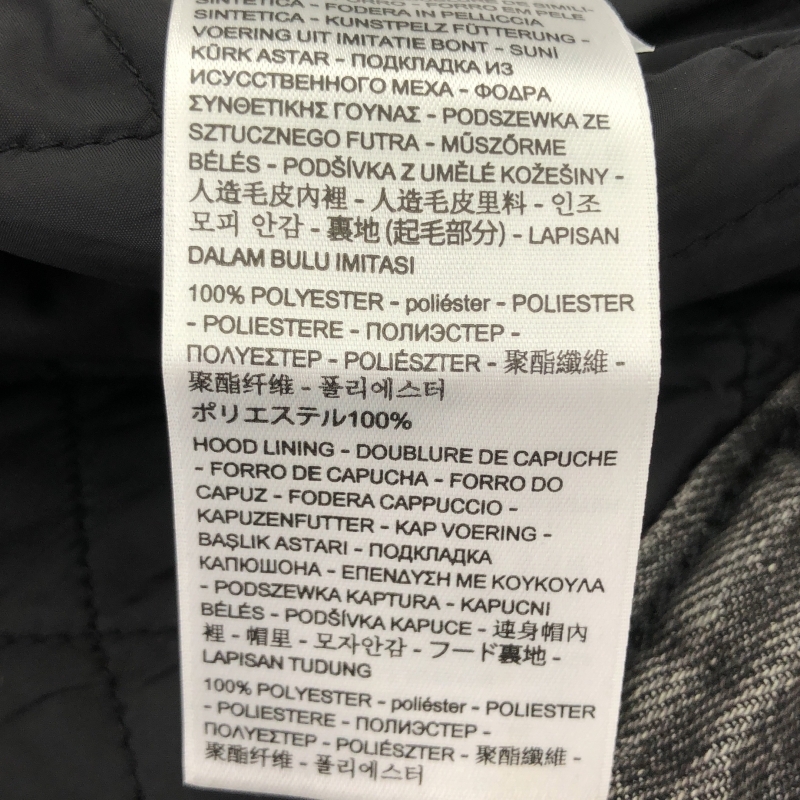 SINTETICA - FODERA IN PELLICCIA
SINTETICA - KUNSTPELZ FÜTTERUNG -
VOERING UIT IMITATIE BONT - SUNI
KÜRK ASTAR - ПОДКЛАДКА ИЗ
ИСУССТВЕННОГО МЕХА - ΦΟΔΡΑ
ΣΥΝΘΕΤΙΚΗΣ ΓΟΥΝΑΣ - PODSZEWKA ZE
SZTUCZNEGO FUTRA - MŰSZŐRME
BÉLÉS - PODŠÍVKA Z UMĚLÉ KOŽEŠINY -
人造毛皮內裡 - 人造毛皮里料 - 인조
모피 안감 - 裏地 (起毛部分) - LAPISAN
DALAM BULU IMITASI
100% POLYESTER - poliéster - POLIESTER
- POLIESTERE - ПОЛИЭСТЕР -
ΠΟΛΥΕΣΤΕΡ - POLIÉSZTER - 聚酯纖維 -
聚酯纤维 - 폴리에스터
ポリエステル100%
HOOD LINING - DOUBLURE DE CAPUCHE
- FORRO DE CAPUCHA - FORRO DO
CAPUZ - FODERA CAPPUCCIO -
KAPUZENFUTTER - KAP VOERING -
BAŞLIK ASTARI - ПОДКЛАДКА
КАПЮШОНА - ΕΠΕΝΔΥΣΗ ΜΕ ΚΟΥΚΟΥΛΑ
- PODSZEWKA KAPTURA - KAPUCNI
BÉLÉS - PODŠÍVKA KAPUCE - 連身帽內
裡 - 帽里 - 모자안감 - フード裏地 -
LAPISAN TUDUNG
100% POLYESTER - poliéster - POLIESTER
- POLIESTERE - ПОЛИЭСТЕР -
ΠΟΛΥΕΣΤΕΡ - POLIÉSZTER - 聚酯纖維 -
聚酯纤维 - 폴리에스터